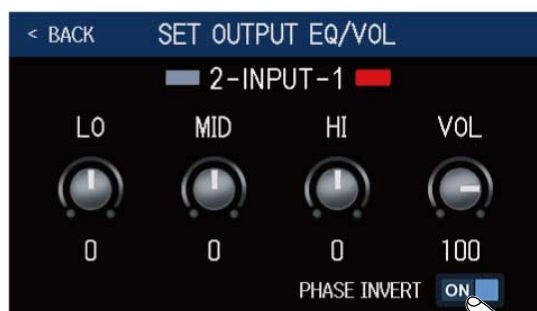 < BACK SET OUTPUT EQ/VOL
2-INPUT-1
LO MID HI VOL
0 0 0 100
PHASE INVERT ON